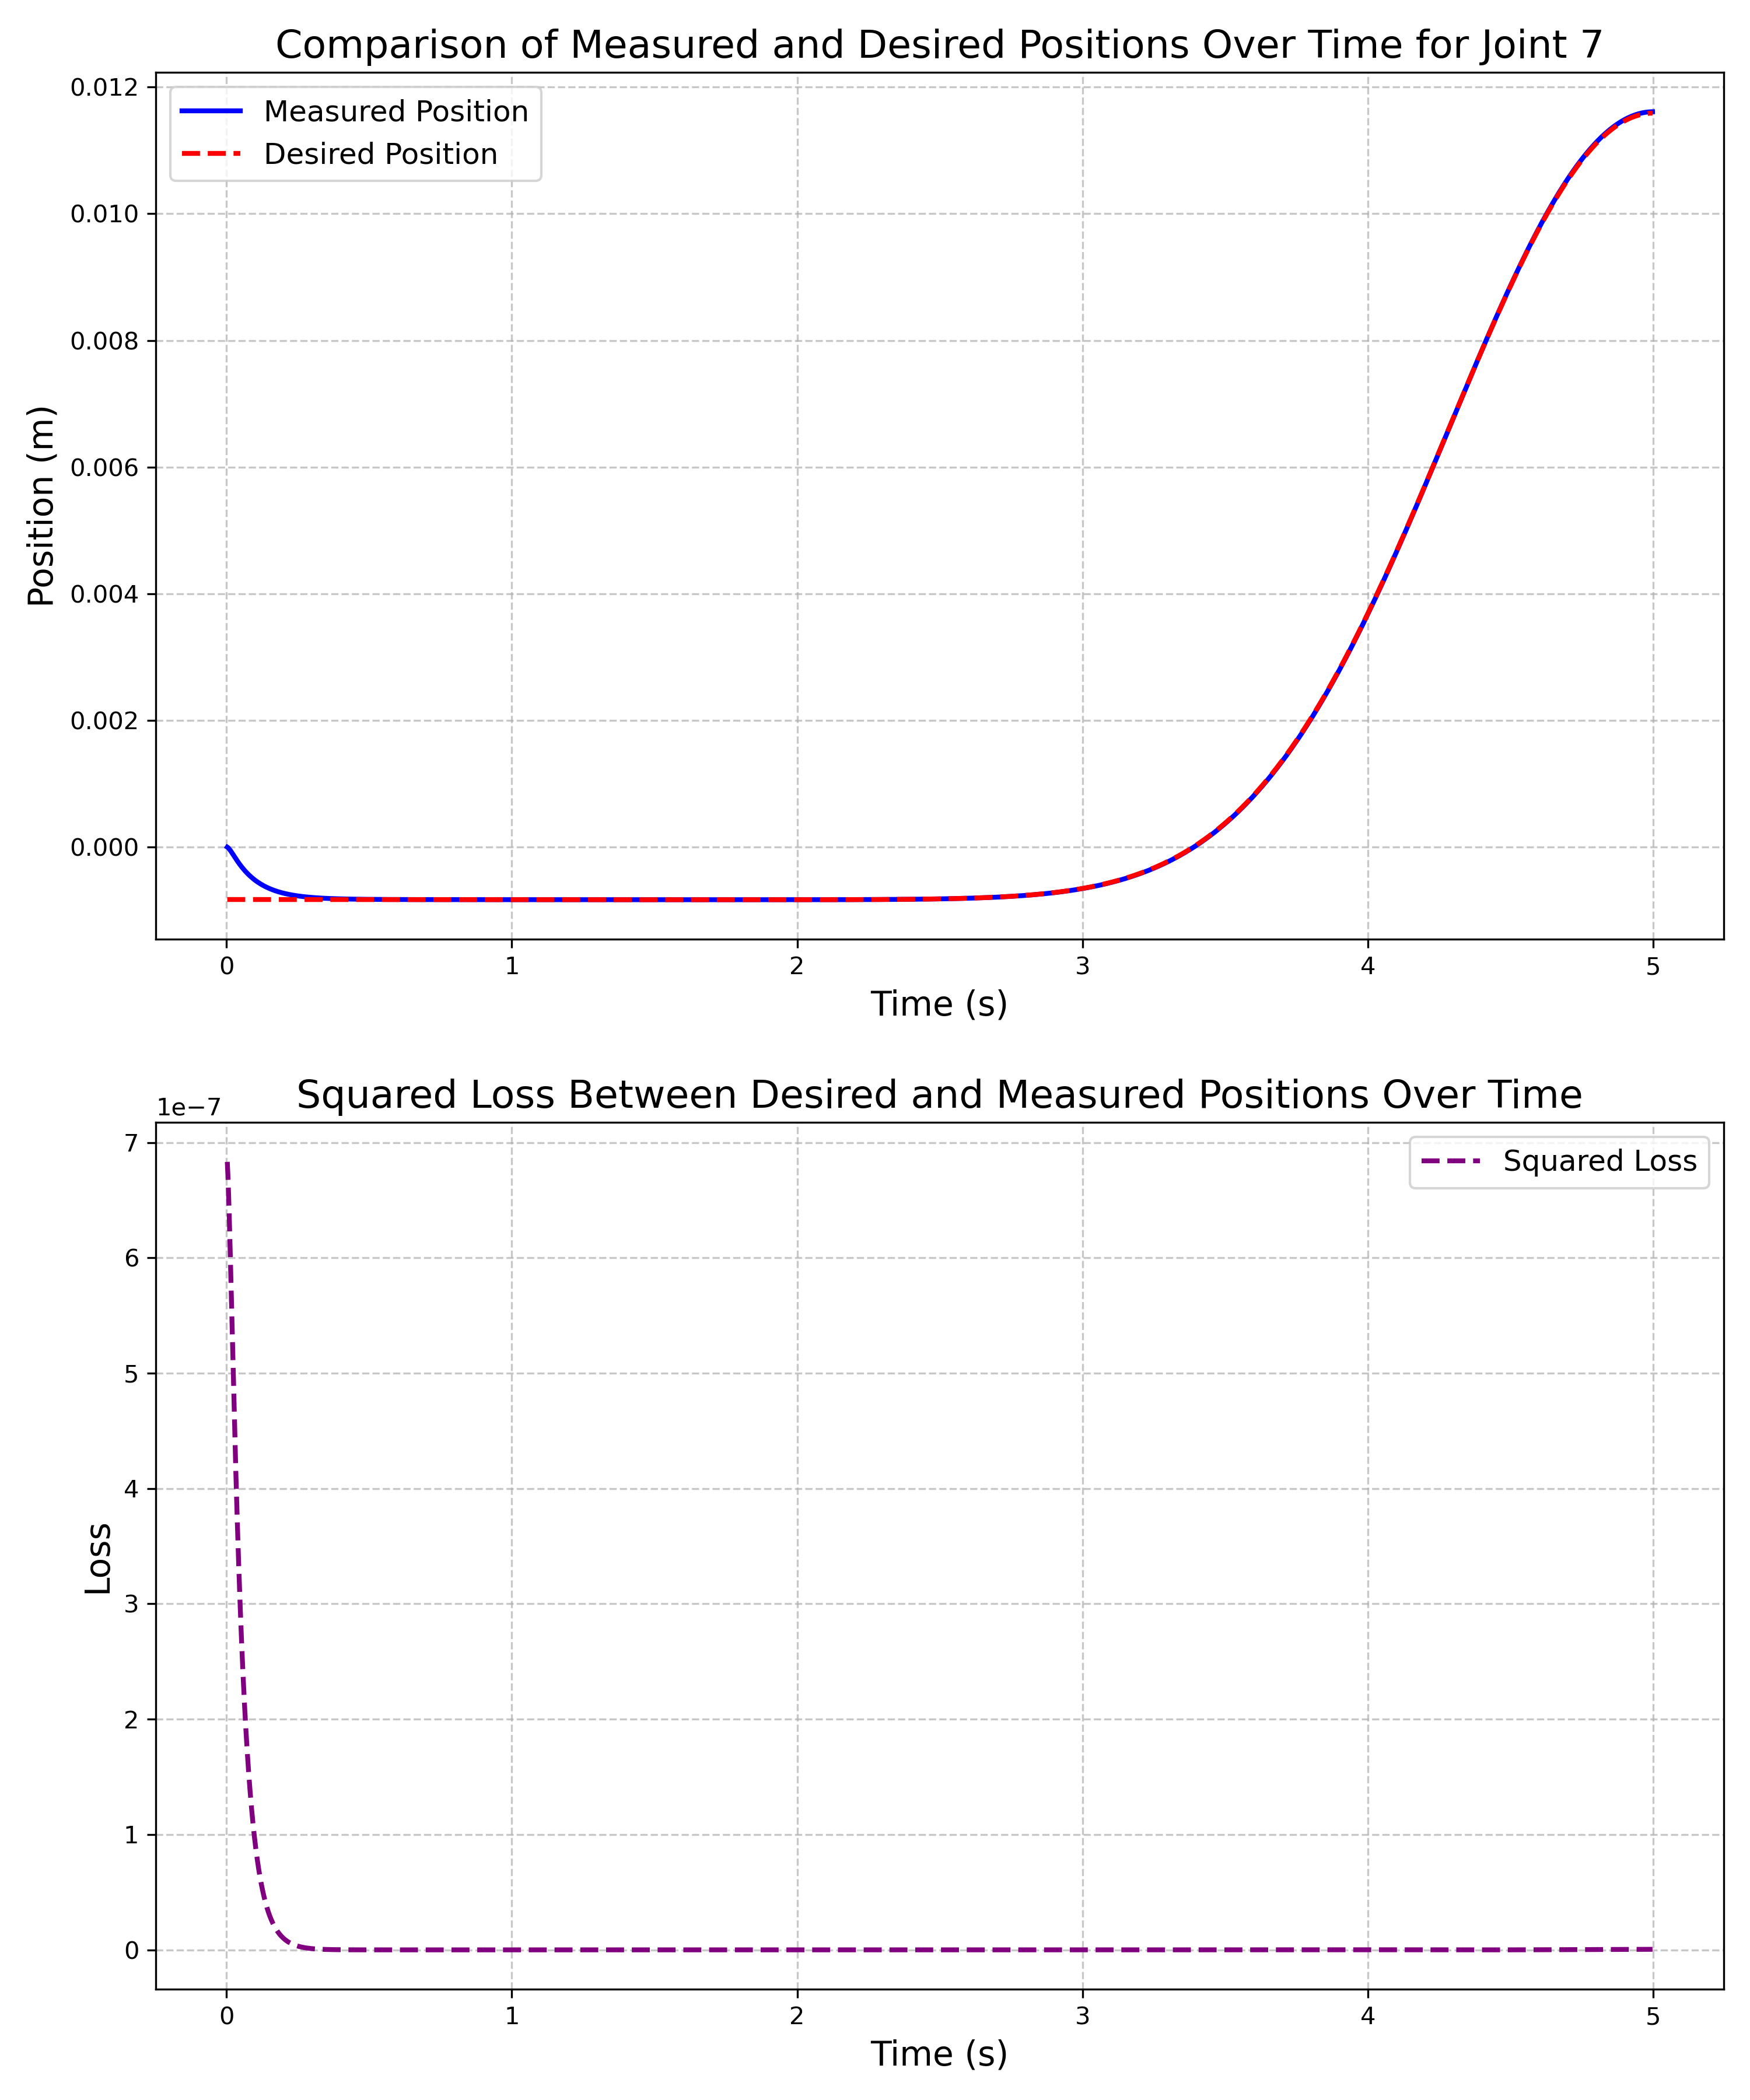 Comparison of Measured and Desired Positions Over Time for Joint 7
Measured Position
Desired Position
Position (m)
0.012
0.010
0.008
0.006
0.004
0.002
0.000
0 1 2 3 4 5
Time (s)
Squared Loss Between Desired and Measured Positions Over Time
1e−7
Squared Loss
Loss
7
6
5
4
3
2
1
0
0 1 2 3 4 5
Time (s)